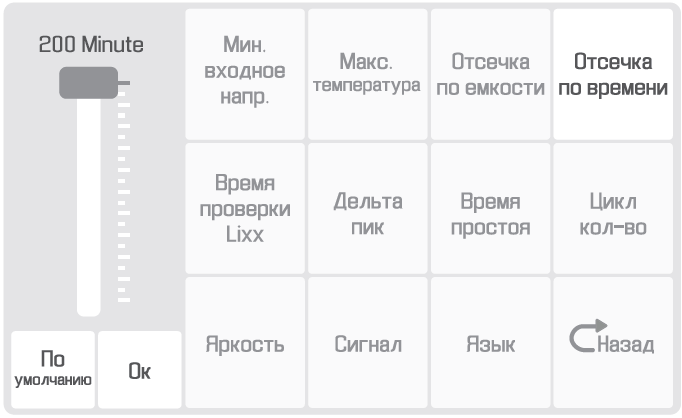 200 Minute
По
умолчанию
Ок
Мин.
входное
напр.
Макс.
температура
Отсечка
по емкости
Отсечка
по времени
Время
проверки
Lixx
Дельта
пик
Время
простоя
Цикл
кол-во
Яркость
Сигнал
Язык
Назад